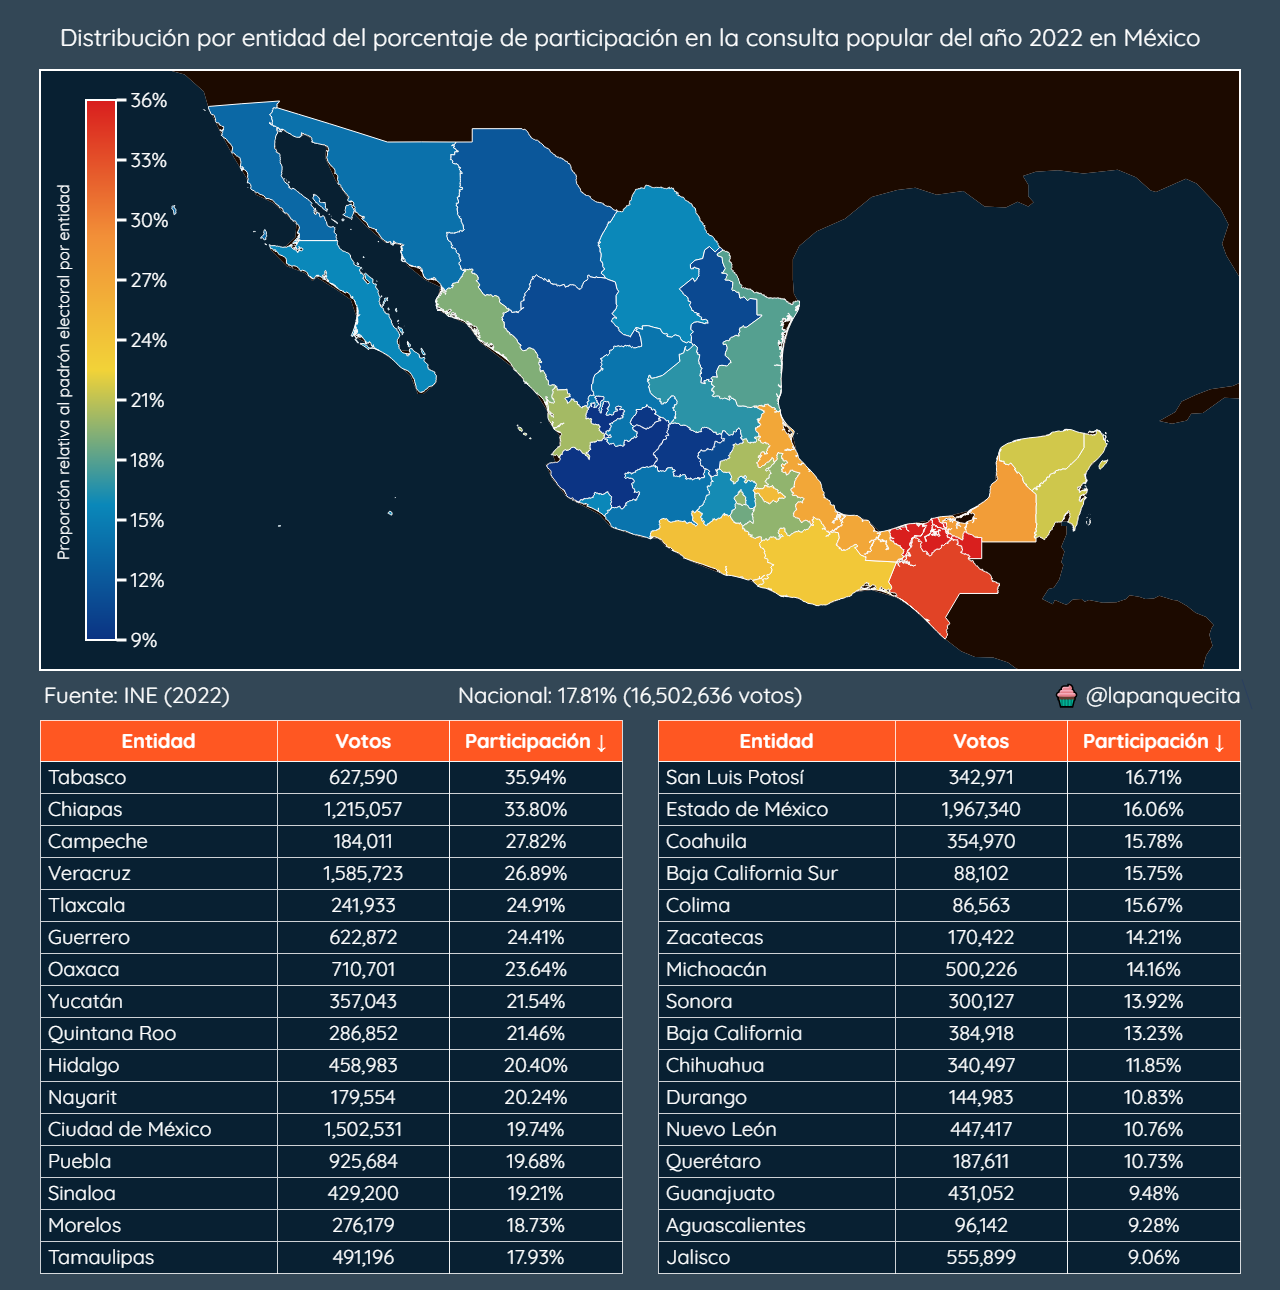 Distribución por entidad del porcentaje de participación en la consulta popular del año 2022 en México
36%
33%
30%
27%
24%
21%
18%
15%
12%
9%
Proporción relativa al padrón electoral por entidad
Fuente: INE (2022)
Nacional: 17.81% (16,502,636 votos)
🧁 @lapanquecita
Entidad Votos Participación ↓
Tabasco 627,590 35.94%
Chiapas 1,215,057 33.80%
Campeche 184,011 27.82%
Veracruz 1,585,723 26.89%
Tlaxcala 241,933 24.91%
Guerrero 622,872 24.41%
Oaxaca 710,701 23.64%
Yucatán 357,043 21.54%
Quintana Roo 286,852 21.46%
Hidalgo 458,983 20.40%
Nayarit 179,554 20.24%
Ciudad de México 1,502,531 19.74%
Puebla 925,684 19.68%
Sinaloa 429,200 19.21%
Morelos 276,179 18.73%
Tamaulipas 491,196 17.93%
Entidad Votos Participación ↓
San Luis Potosí 342,971 16.71%
Estado de México 1,967,340 16.06%
Coahuila 354,970 15.78%
Baja California Sur 88,102 15.75%
Colima 86,563 15.67%
Zacatecas 170,422 14.21%
Michoacán 500,226 14.16%
Sonora 300,127 13.92%
Baja California 384,918 13.23%
Chihuahua 340,497 11.85%
Durango 144,983 10.83%
Nuevo León 447,417 10.76%
Querétaro 187,611 10.73%
Guanajuato 431,052 9.48%
Aguascalientes 96,142 9.28%
Jalisco 555,899 9.06%